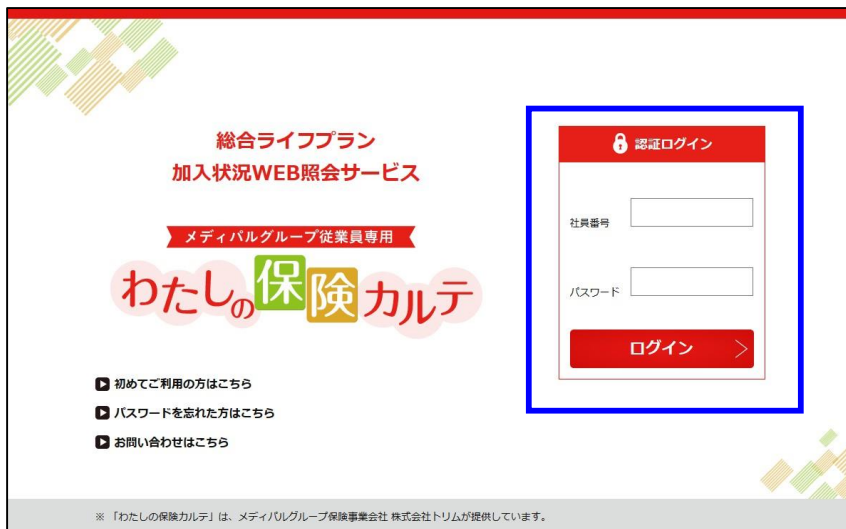 総合ライフプラン
加入状況WEB照会サービス
メディパルグループ従業員専用
わたしの保険カルテ
初めてご利用の方はこちら
パスワードを忘れた方はこちら
お問い合わせはこちら
認証ログイン
社員番号
パスワード
ログイン
※ 「わたしの保険カルテ」は、メディパルグループ保険事業会社 株式会社トリムが提供しています。